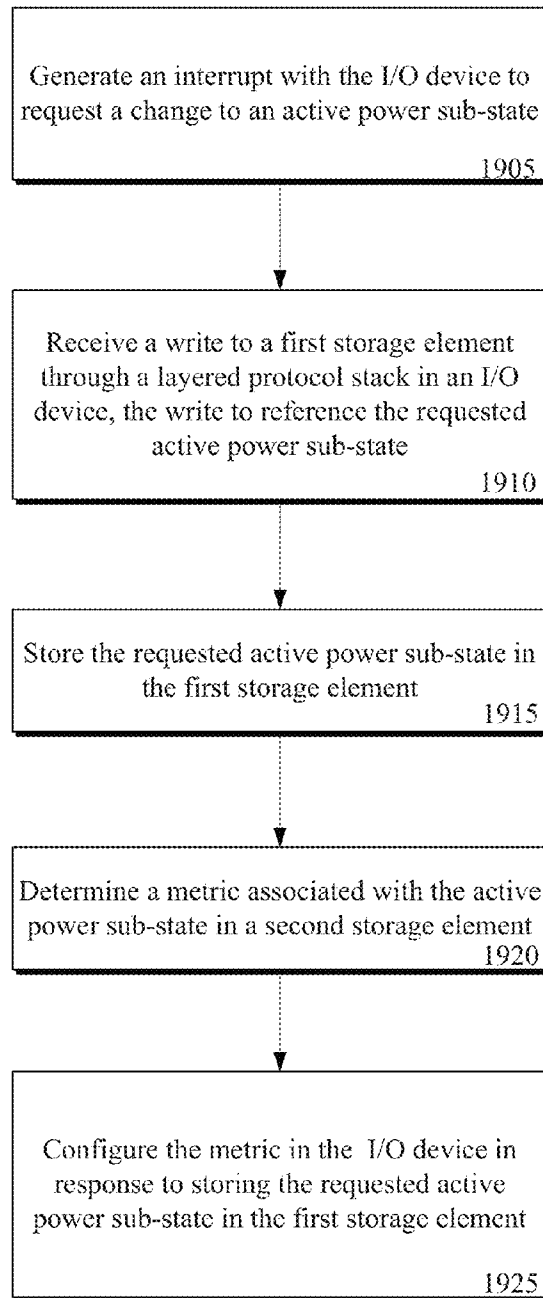 Generate an interrupt with the I/O device to
request a change to an active power sub-state
1905
Receive a write to a first storage element
through a layered protocol stack in an I/O
device, the write to reference the requested
active power sub-state
1910
Store the requested active power sub-state in
the first storage element
1915
Determine a metric associated with the active
power sub-state in a second storage element
1920
Configure the metric in the I/O device in
response to storing the requested active
power sub-state in the first storage element
1925